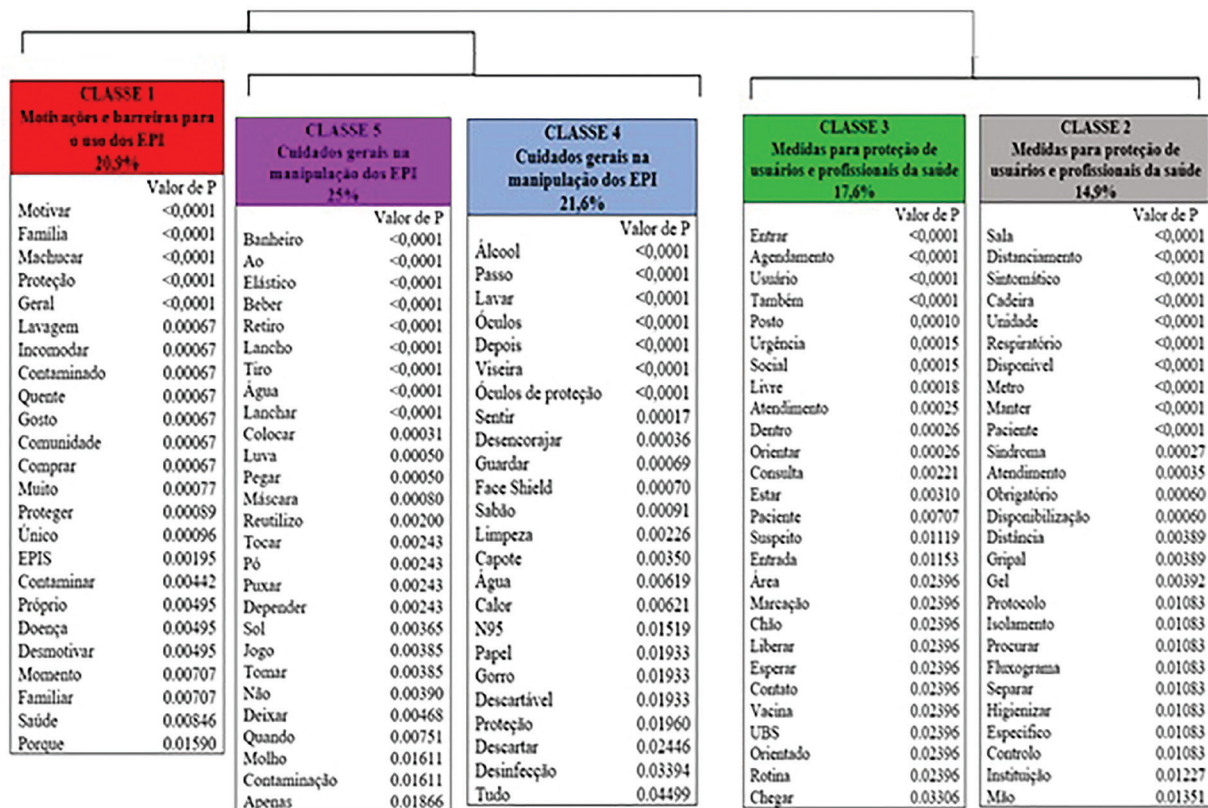 CLASSE 1
Motivações e barreiras para
o uso dos EPI
20,9%
Valor de P
Motivar <0,0001
Família <0,0001
Machucar <0,0001
Proteção <0,0001
Geral <0,0001
Lavagem 0.00067
Incomodar 0.00067
Contaminado 0.00067
Quente 0.00067
Gosto 0.00067
Comunidade 0.00067
Comprar 0.00067
Muito 0.00077
Proteger 0.00089
Único 0.00096
EPIS 0.00195
Contaminar 0.00442
Próprio 0.00495
Doença 0.00495
Desmotivar 0.00495
Momento 0.00707
Familiar 0.00707
Saúde 0.00846
Porque 0.01590
CLASSE 5
Cuidados gerais na
manipulação dos EPI
25%
Valor de P
Banheiro <0,0001
Ao <0,0001
Elástico <0,0001
Beber <0,0001
Retiro <0,0001
Lancho <0,0001
Tiro <0,0001
Água <0,0001
Lanchar <0,0001
Colocar 0.00031
Luva 0.00050
Pegar 0.00050
Máscara 0.00080
Reutilizo 0.00200
Tocar 0.00243
Pó 0.00243
Puxar 0.00243
Depender 0.00243
Sol 0.00365
Jogo 0.00385
Tomar 0.00385
Não 0.00390
Deixar 0.00468
Quando 0.00751
Molho 0.01611
Contaminação 0.01611
Apenas 0.01866
CLASSE 4
Cuidados gerais na
manipulação dos EPI
21,6%
Valor de P
Álcool <0,0001
Passo <0,0001
Lavar <0,0001
Óculos <0,0001
Depois <0,0001
Viseira <0,0001
Óculos de proteção <0,0001
Sentir 0.00017
Desencorajar 0.00036
Guardar 0.00069
Face Shield 0.00070
Sabão 0.00091
Limpeza 0.00226
Capote 0.00350
Água 0.00619
Calor 0.00621
N95 0.01519
Papel 0.01933
Gorro 0.01933
Descartável 0.01933
Proteção 0.01960
Descartar 0.02446
Desinfecção 0.03394
Tudo 0.04499
CLASSE 3
Medidas para proteção de
usuários e profissionais da saúde
17,6%
Valor de P
Entrar <0,0001
Agendamento <0,0001
Usuário <0,0001
Também <0,0001
Posto 0,00010
Urgência 0,00015
Social 0,00015
Livre 0.00018
Atendimento 0.00025
Dentro 0.00026
Orientar 0.00026
Consulta 0.00221
Estar 0.00310
Paciente 0.00707
Suspeito 0.01119
Entrada 0.01153
Área 0.02396
Marcação 0.02396
Chão 0.02396
Liberar 0.02396
Esperar 0.02396
Contato 0.02396
Vacina 0.02396
UBS 0.02396
Orientado 0.02396
Rotina 0.02396
Chegar 0.03306
CLASSE 2
Medidas para proteção de
usuários e profissionais da saúde
14,9%
Valor de P
Sala <0,0001
Distanciamento <0,0001
Sintomático <0,0001
Cadeira <0,0001
Unidade <0,0001
Respiratório <0,0001
Disponível <0,0001
Metro <0,0001
Manter <0,0001
Paciente <0,0001
Síndroma 0.00027
Atendimento 0.00035
Obrigatório 0.00060
Disponibilização 0.00060
Distância 0.00389
Gripal 0.00389
Gel 0.00392
Protocolo 0.01083
Isolamento 0.01083
Procurar 0.01083
Fluxograma 0.01083
Separar 0.01083
Higienizar 0.01083
Especifico 0.01083
Controlo 0.01083
Instituição 0.01227
Mão 0.01351